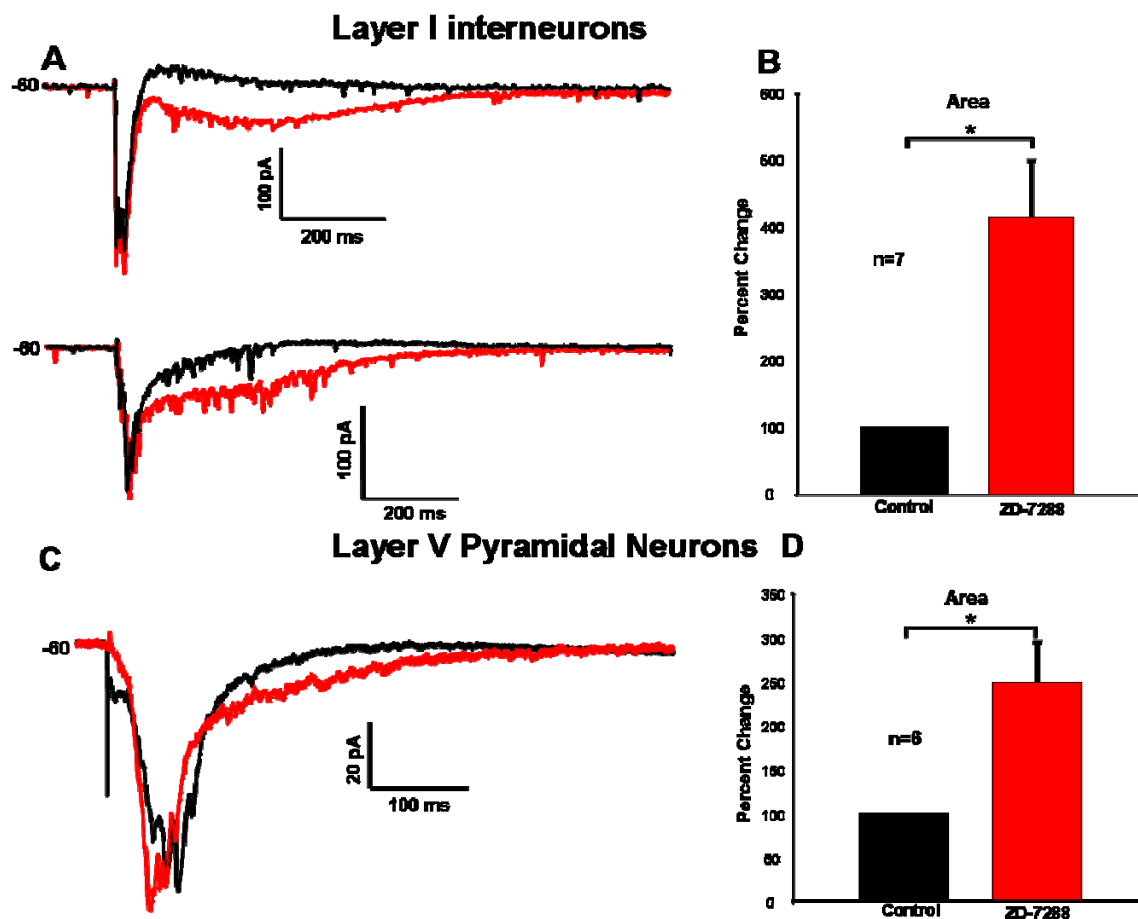 Layer I interneurons
A
-60
100 pA
200 ms
-60
100 pA
200 ms
B
Area
*
600
500
400
300
200
100
0
Percent Change
n=7
Control
ZD-7288
Layer V Pyramidal Neurons
C
-60
20 pA
100 ms
D
Area
*
350
300
250
200
150
100
50
0
Percent Change
n=6
Control
ZD-7288